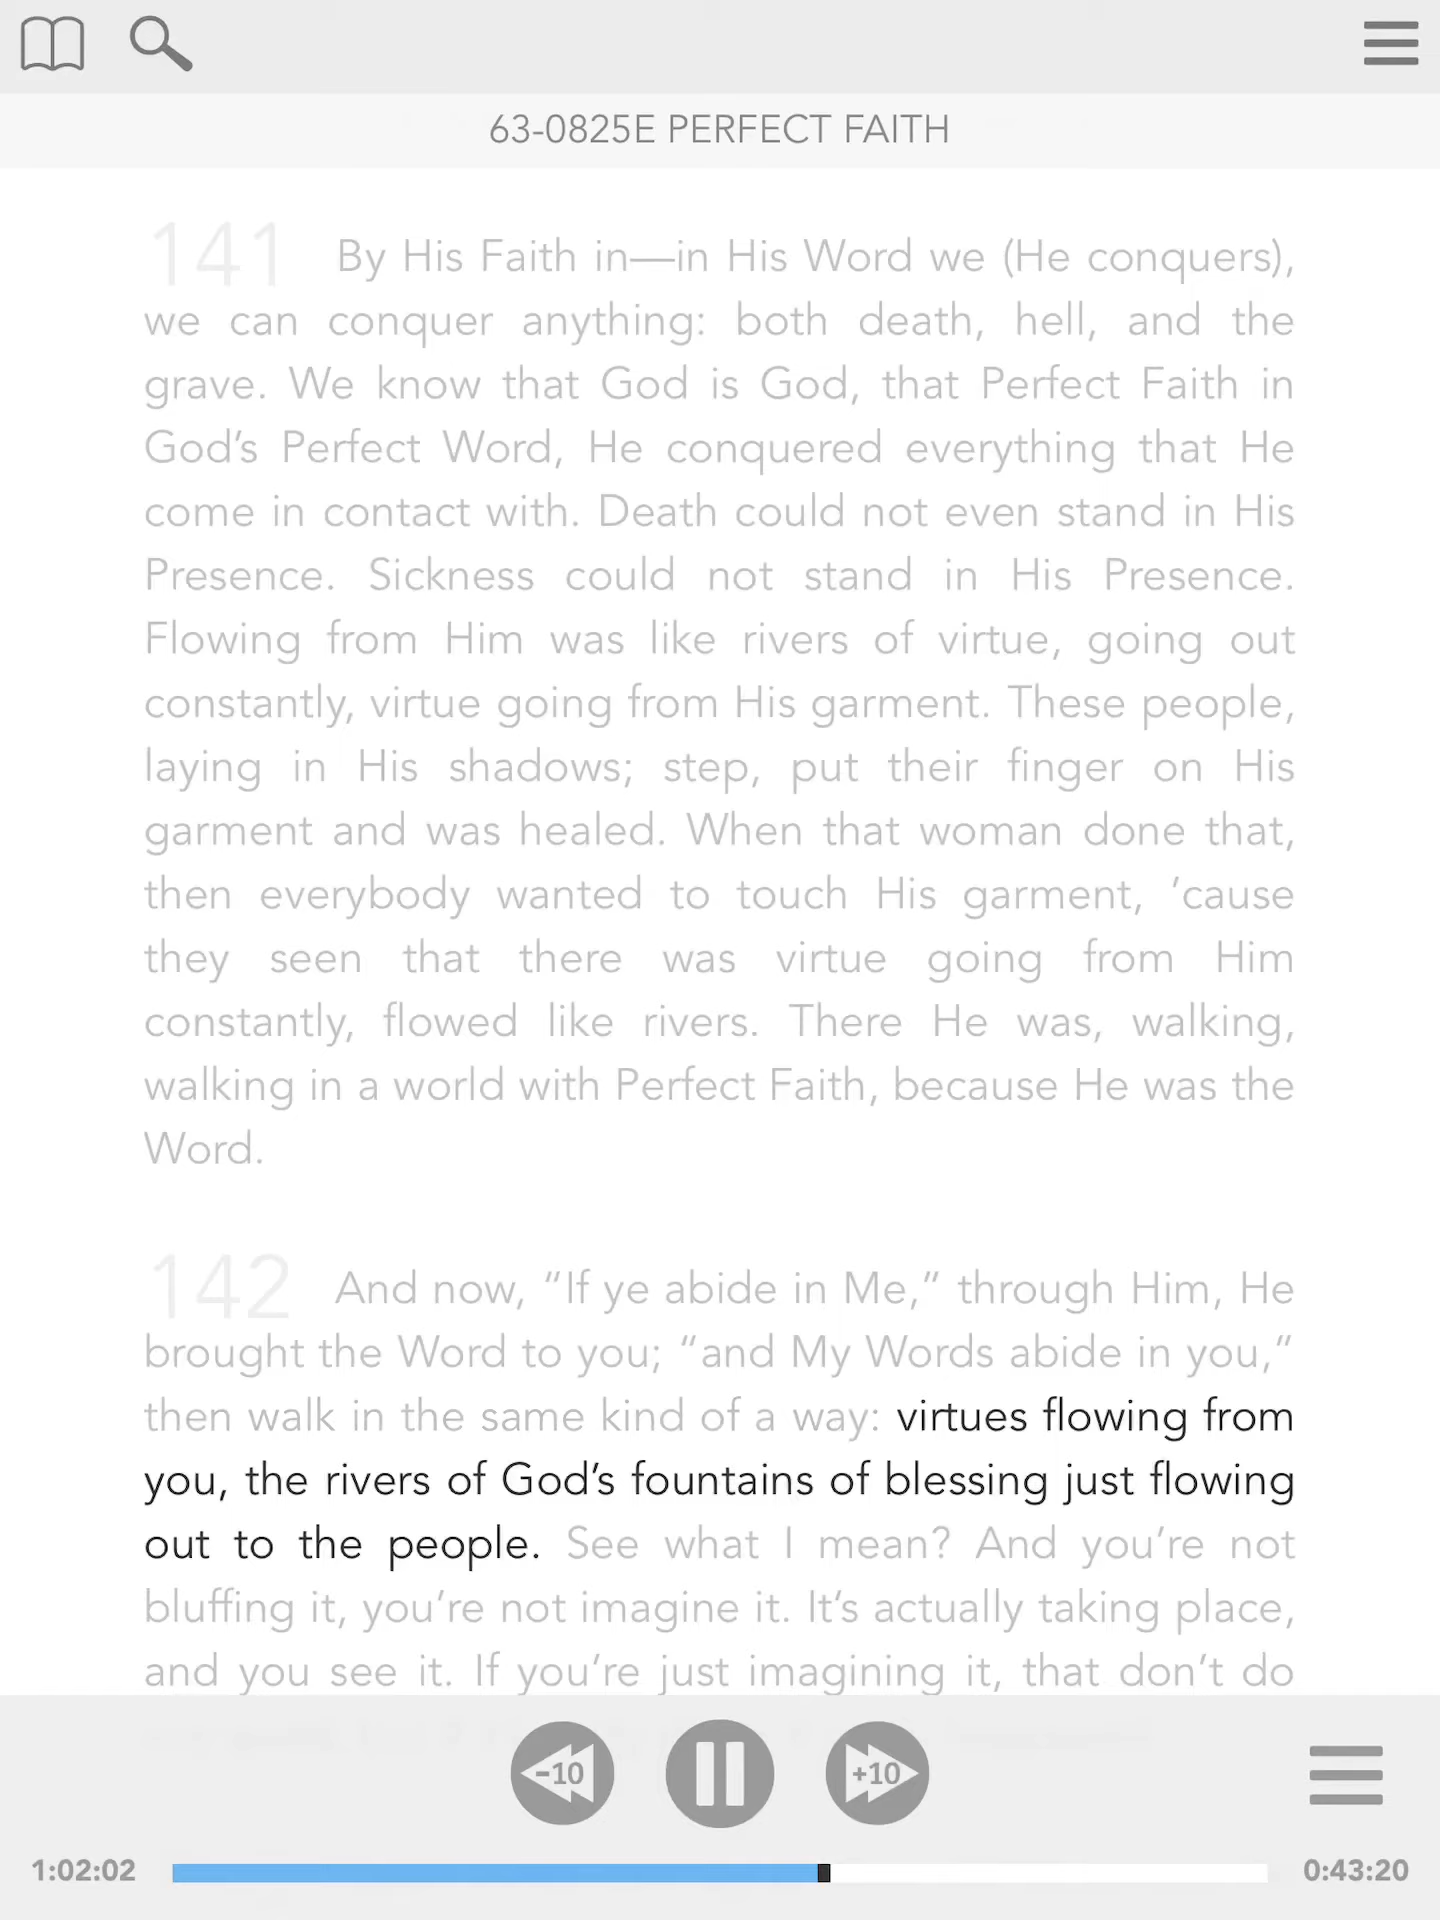 63-0825E PERFECT FAITH
141 By His Faith in—in His Word we (He conquers),
we can conquer anything: both death, hell, and the
grave. We know that God is God, that Perfect Faith in
God’s Perfect Word, He conquered everything that He
come in contact with. Death could not even stand in His
Presence. Sickness could not stand in His Presence.
Flowing from Him was like rivers of virtue, going out
constantly, virtue going from His garment. These people,
laying in His shadows; step, put their finger on His
garment and was healed. When that woman done that,
then everybody wanted to touch His garment, ’cause
they seen that there was virtue going from Him
constantly, flowed like rivers. There He was, walking,
walking in a world with Perfect Faith, because He was the
Word.
142 And now, “If ye abide in Me,” through Him, He
brought the Word to you; “and My Words abide in you,”
then walk in the same kind of a way: virtues flowing from
you, the rivers of God’s fountains of blessing just flowing
out to the people. See what I mean? And you’re not
bluffing it, you’re not imagine it. It’s actually taking place,
and you see it. If you’re just imagining it, that don’t do
-10 +10
1:02:02 0:43:20